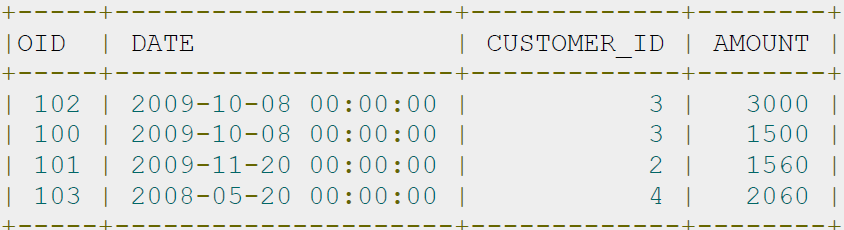 +-----+---------------------+-------------+--------+
|OID  | DATE                | CUSTOMER_ID | AMOUNT |
+-----+---------------------+-------------+--------+
| 102 | 2009-10-08 00:00:00 |           3 |   3000 |
| 100 | 2009-10-08 00:00:00 |           3 |   1500 |
| 101 | 2009-11-20 00:00:00 |           2 |   1560 |
| 103 | 2008-05-20 00:00:00 |           4 |   2060 |
+-----+---------------------+-------------+--------+